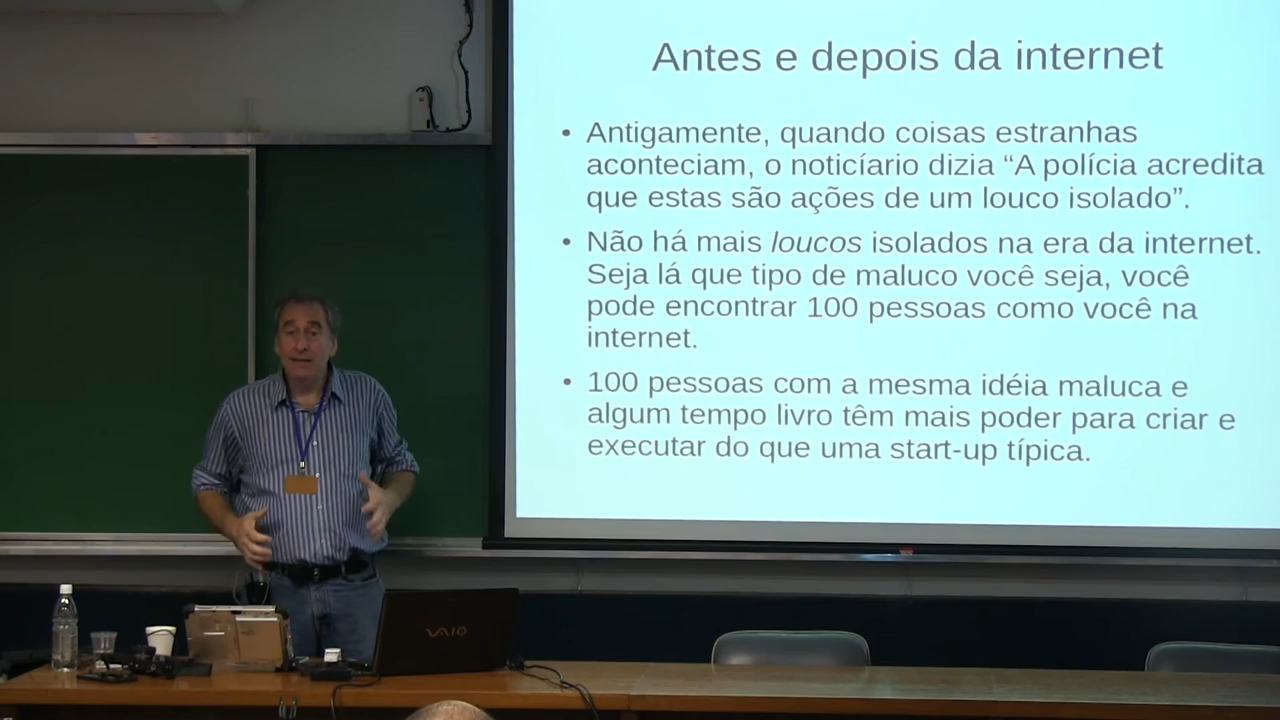 Antes e depois da internet
• Antigamente, quando coisas estranhas
aconteciam, o noticíario dizia “A polícia acredita
que estas são ações de um louco isolado”.
• Não há mais loucos isolados na era da internet.
Seja lá que tipo de maluco você seja, você
pode encontrar 100 pessoas como você na
internet.
• 100 pessoas com a mesma idéia maluca e
algum tempo livro têm mais poder para criar e
executar do que uma start-up típica.
VAIO